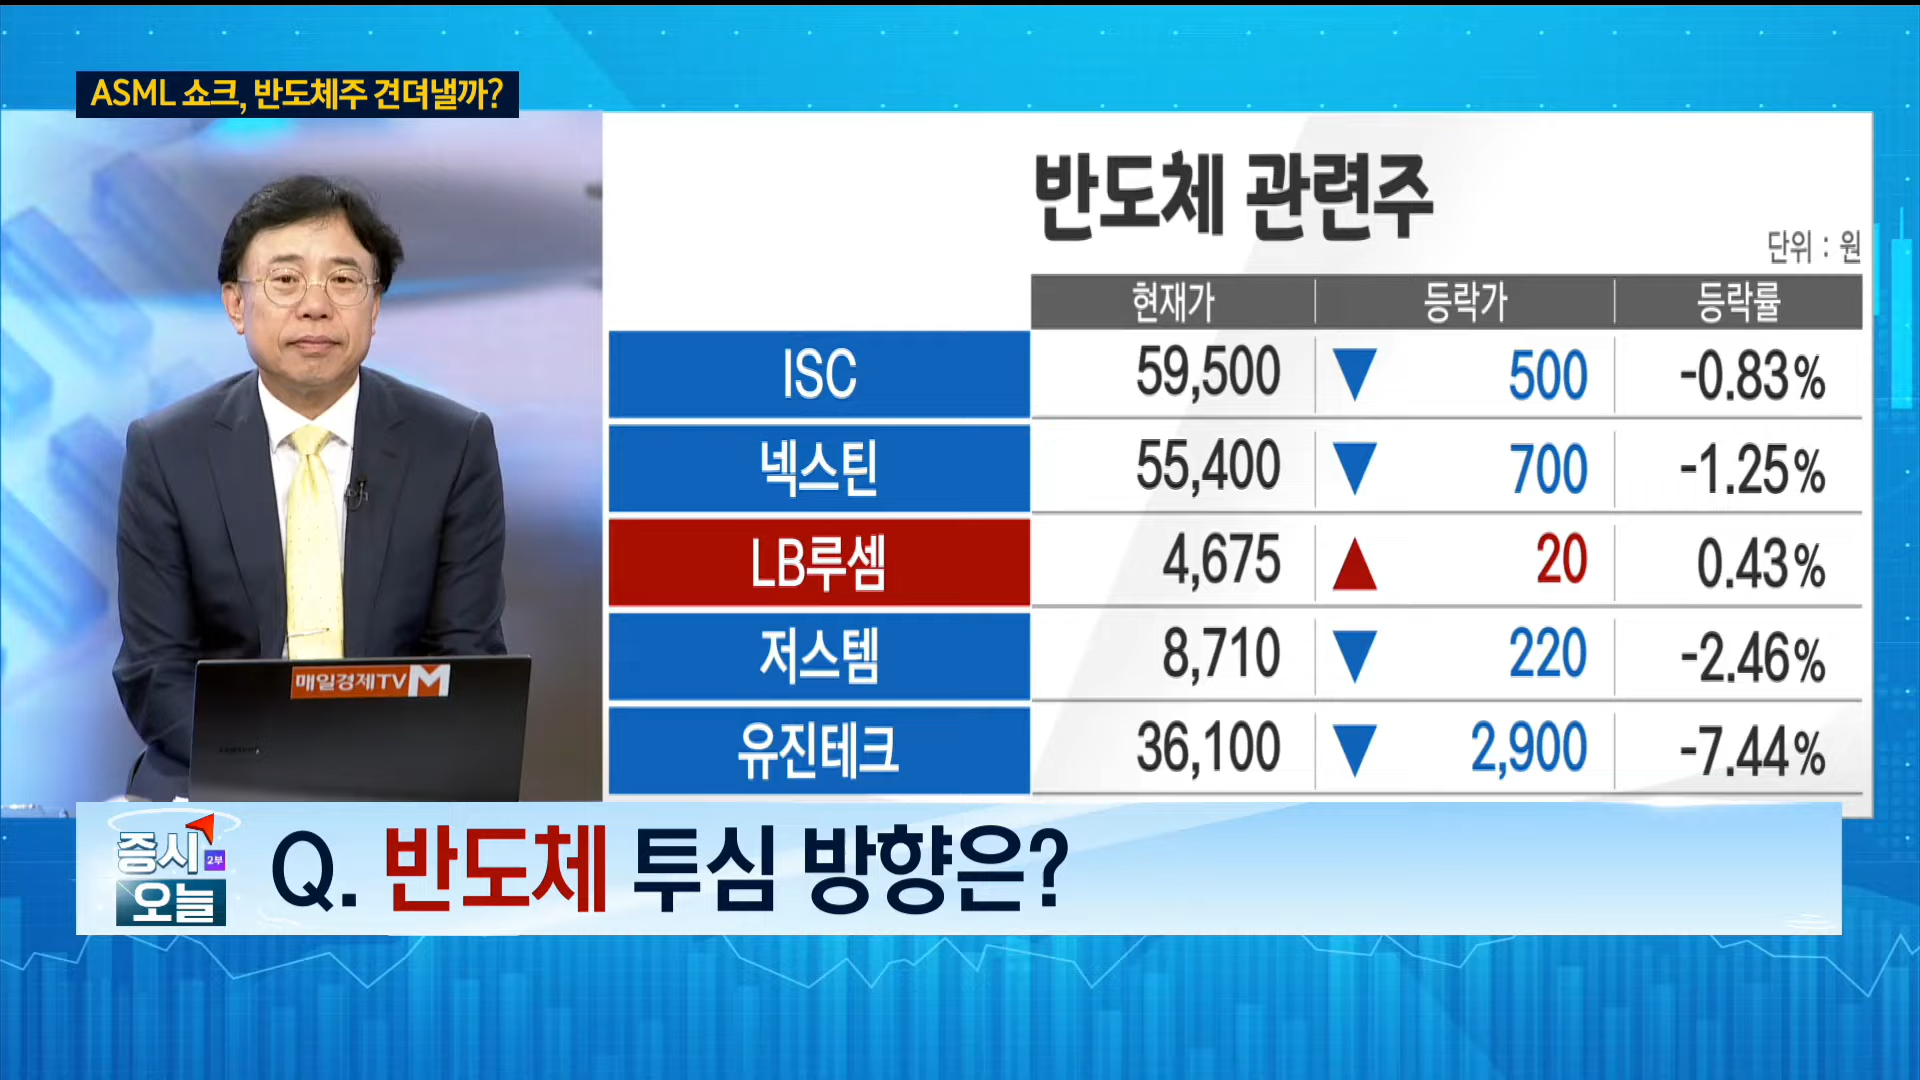 ASML 쇼크, 반도체주 견뎌낼까?
반도체 관련주
단위 : 원
현재가 등락가 등락률
ISC 59,500 ▼ 500 -0.83%
넥스틴 55,400 ▼ 700 -1.25%
LB루셈 4,675 ▲ 20 0.43%
저스템 8,710 ▼ 220 -2.46%
유진테크 36,100 ▼ 2,900 -7.44%
매일경제TV M
증시 2부
오늘
Q. 반도체 투심 방향은?